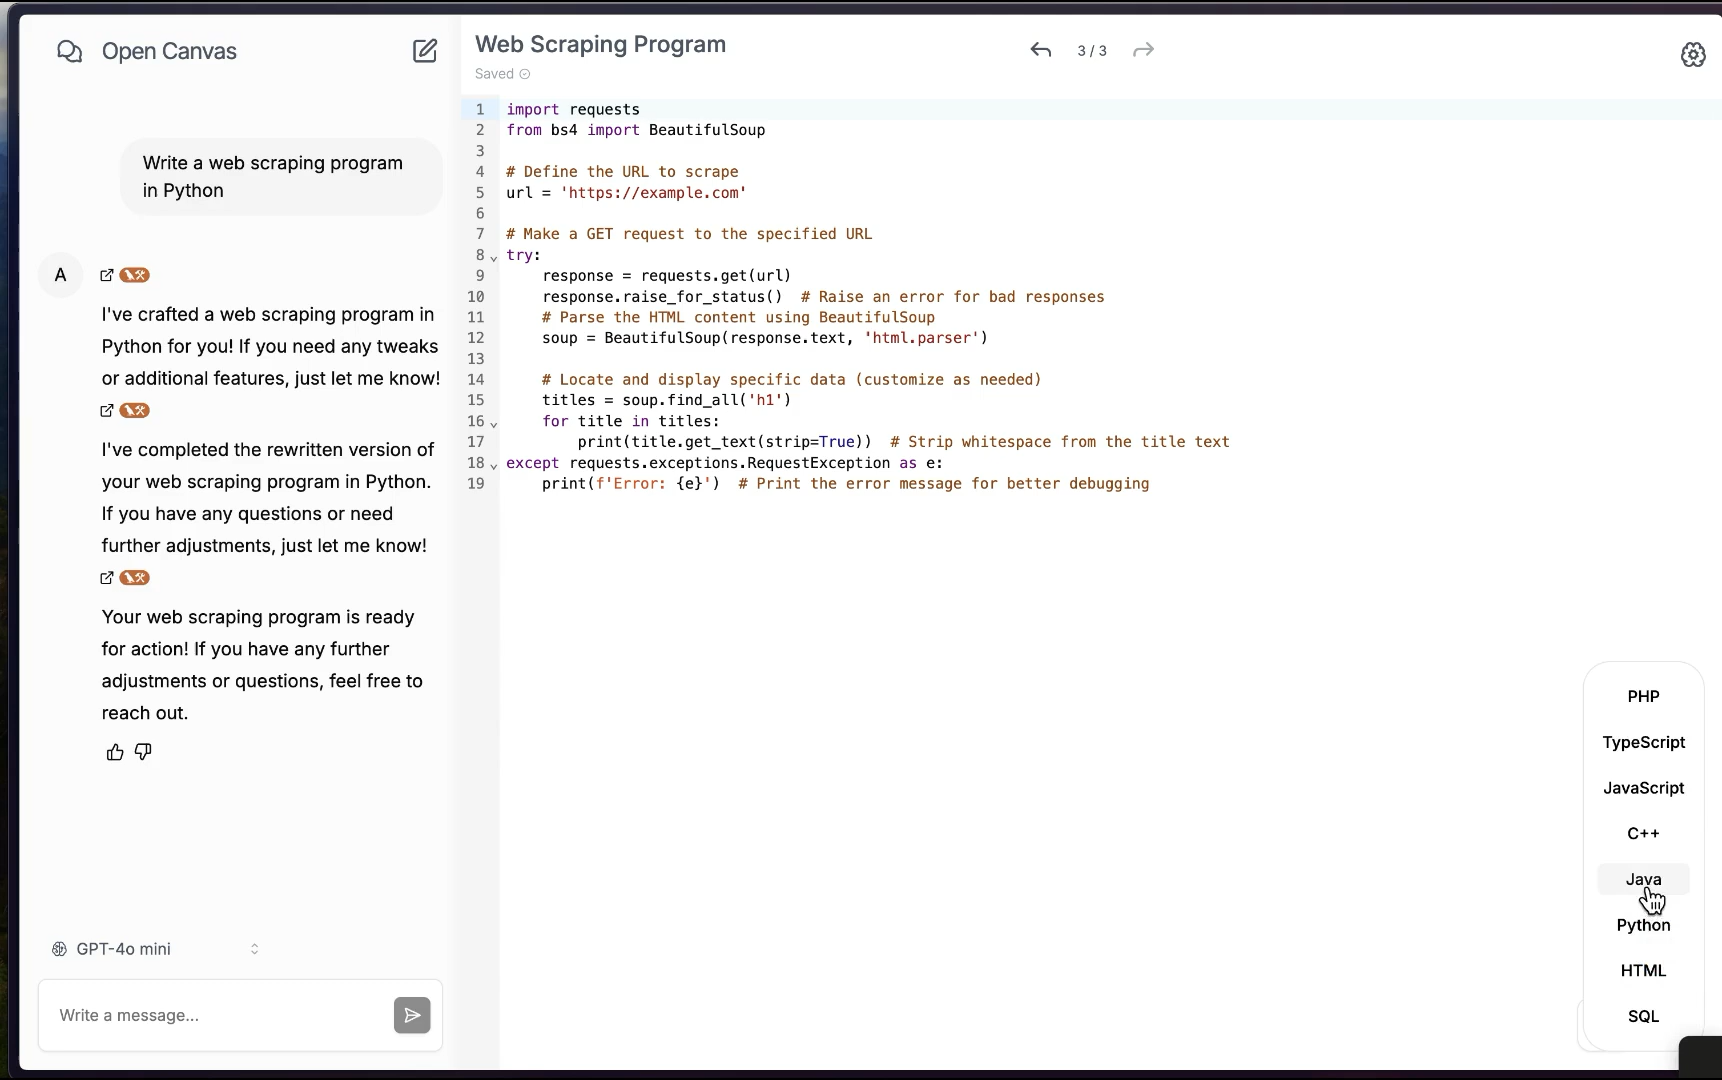 Open Canvas
Write a web scraping program
in Python
A
I've crafted a web scraping program in
Python for you! If you need any tweaks
or additional features, just let me know!
I've completed the rewritten version of
your web scraping program in Python.
If you have any questions or need
further adjustments, just let me know!
Your web scraping program is ready
for action! If you have any further
adjustments or questions, feel free to
reach out.
GPT-4o mini
Write a message...
Web Scraping Program
Saved
3 / 3
1 import requests
2 from bs4 import BeautifulSoup
3
4 # Define the URL to scrape
5 url = 'https://example.com'
6
7 # Make a GET request to the specified URL
8 try:
9     response = requests.get(url)
10     response.raise_for_status()  # Raise an error for bad responses
11     # Parse the HTML content using BeautifulSoup
12     soup = BeautifulSoup(response.text, 'html.parser')
13
14     # Locate and display specific data (customize as needed)
15     titles = soup.find_all('h1')
16     for title in titles:
17         print(title.get_text(strip=True))  # Strip whitespace from the title text
18 except requests.exceptions.RequestException as e:
19     print(f'Error: {e}')  # Print the error message for better debugging
PHP
TypeScript
JavaScript
C++
Java
Python
HTML
SQL